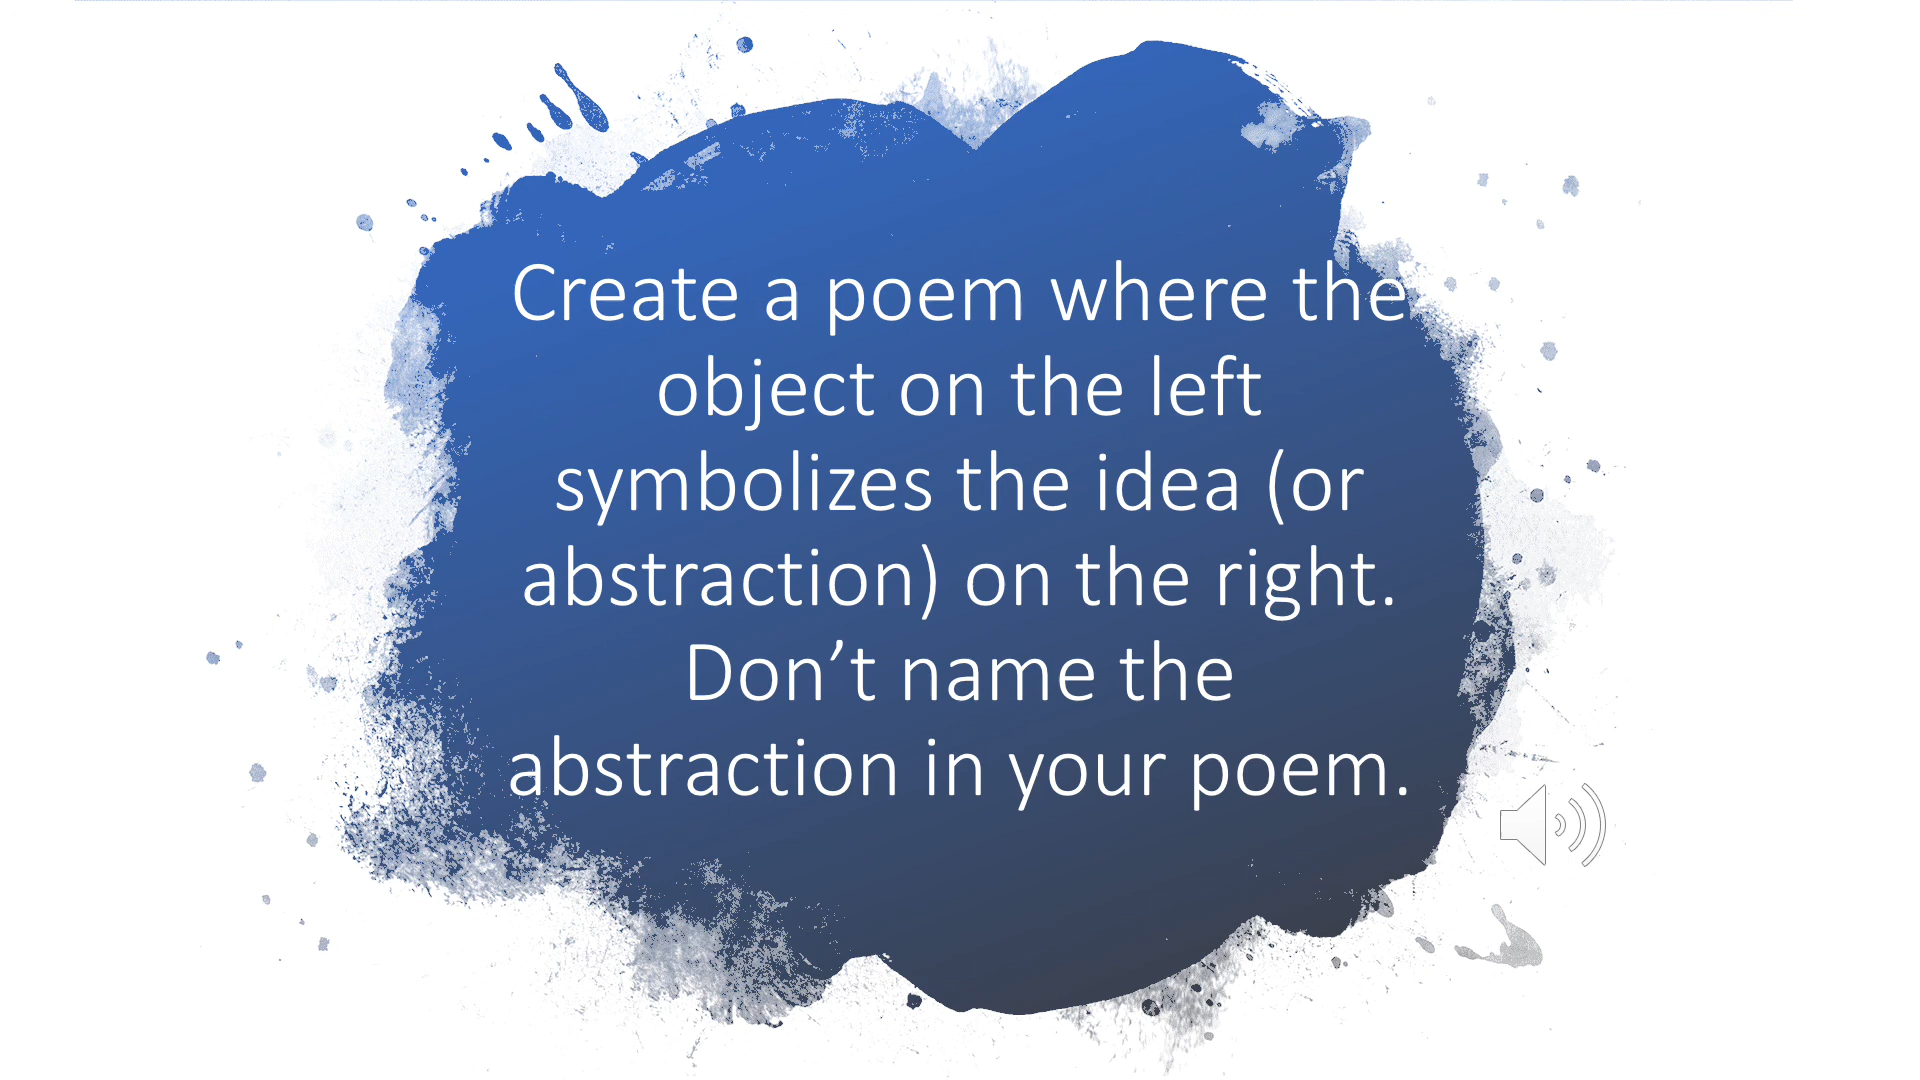 Create a poem where the
object on the left
symbolizes the idea (or
abstraction) on the right.
Don’t name the
abstraction in your poem.